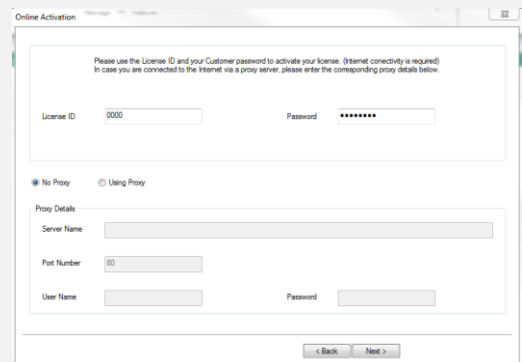 Online Activation
Please use the License ID and your Customer password to activate your license. (Internet conectivity is required)
In case you are connected to the Internet via a proxy server, please enter the corresponding proxy details below.
License ID 0000 Password ••••••••
No Proxy Using Proxy
Proxy Details
Server Name
Port Number 80
User Name Password
< Back Next >